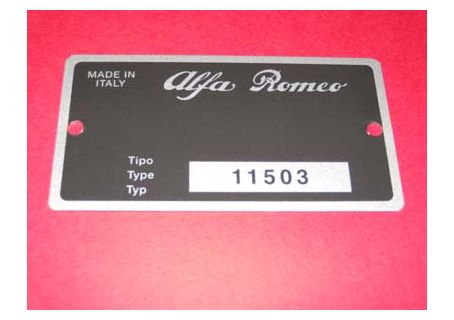 MADE IN
ITALY
Alfa Romeo
Tipo
Type
Typ
11503